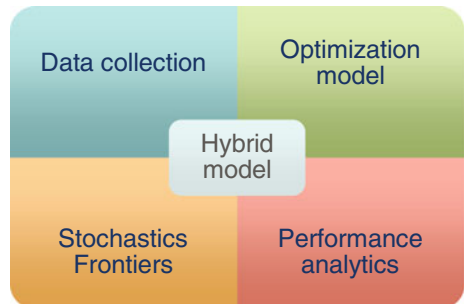 Data collection
Optimization
model
Hybrid
model
Stochastics
Frontiers
Performance
analytics